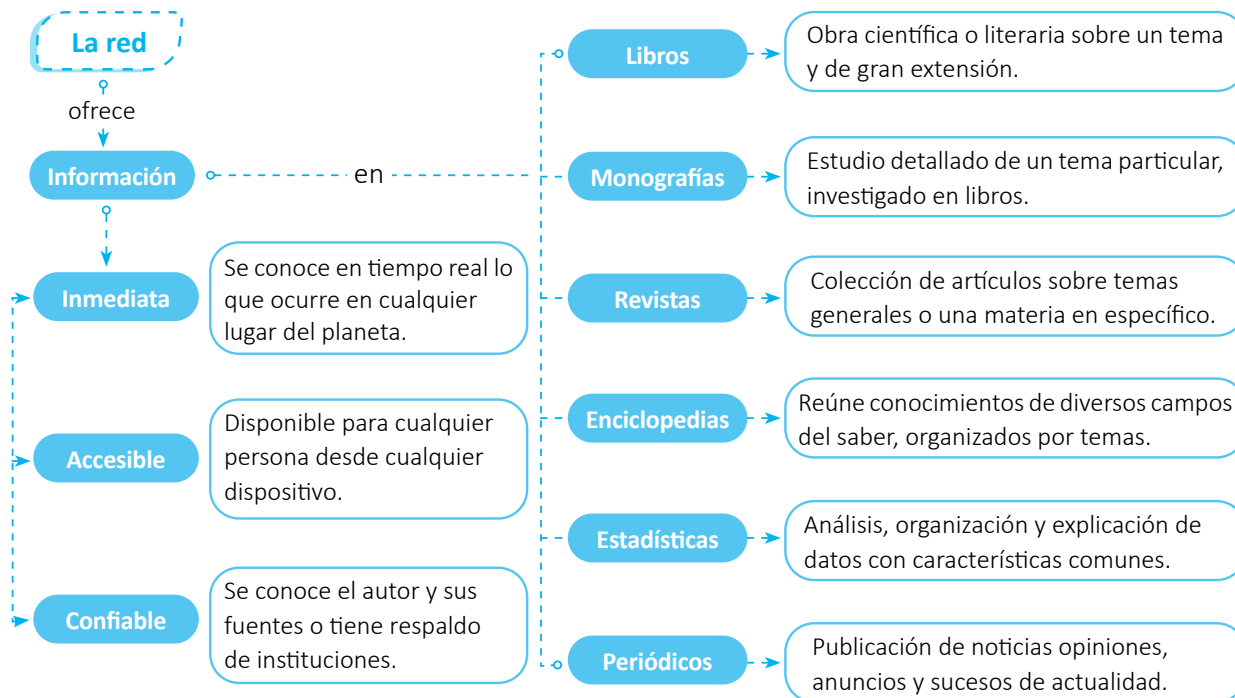 La red
ofrece
Información
en
Inmediata
Se conoce en tiempo real lo
que ocurre en cualquier
lugar del planeta.
Accesible
Disponible para cualquier
persona desde cualquier
dispositivo.
Confiable
Se conoce el autor y sus
fuentes o tiene respaldo
de instituciones.
Libros
Obra científica o literaria sobre un tema
y de gran extensión.
Monografías
Estudio detallado de un tema particular,
investigado en libros.
Revistas
Colección de artículos sobre temas
generales o una materia en específico.
Enciclopedias
Reúne conocimientos de diversos campos
del saber, organizados por temas.
Estadísticas
Análisis, organización y explicación de
datos con características comunes.
Periódicos
Publicación de noticias opiniones,
anuncios y sucesos de actualidad.